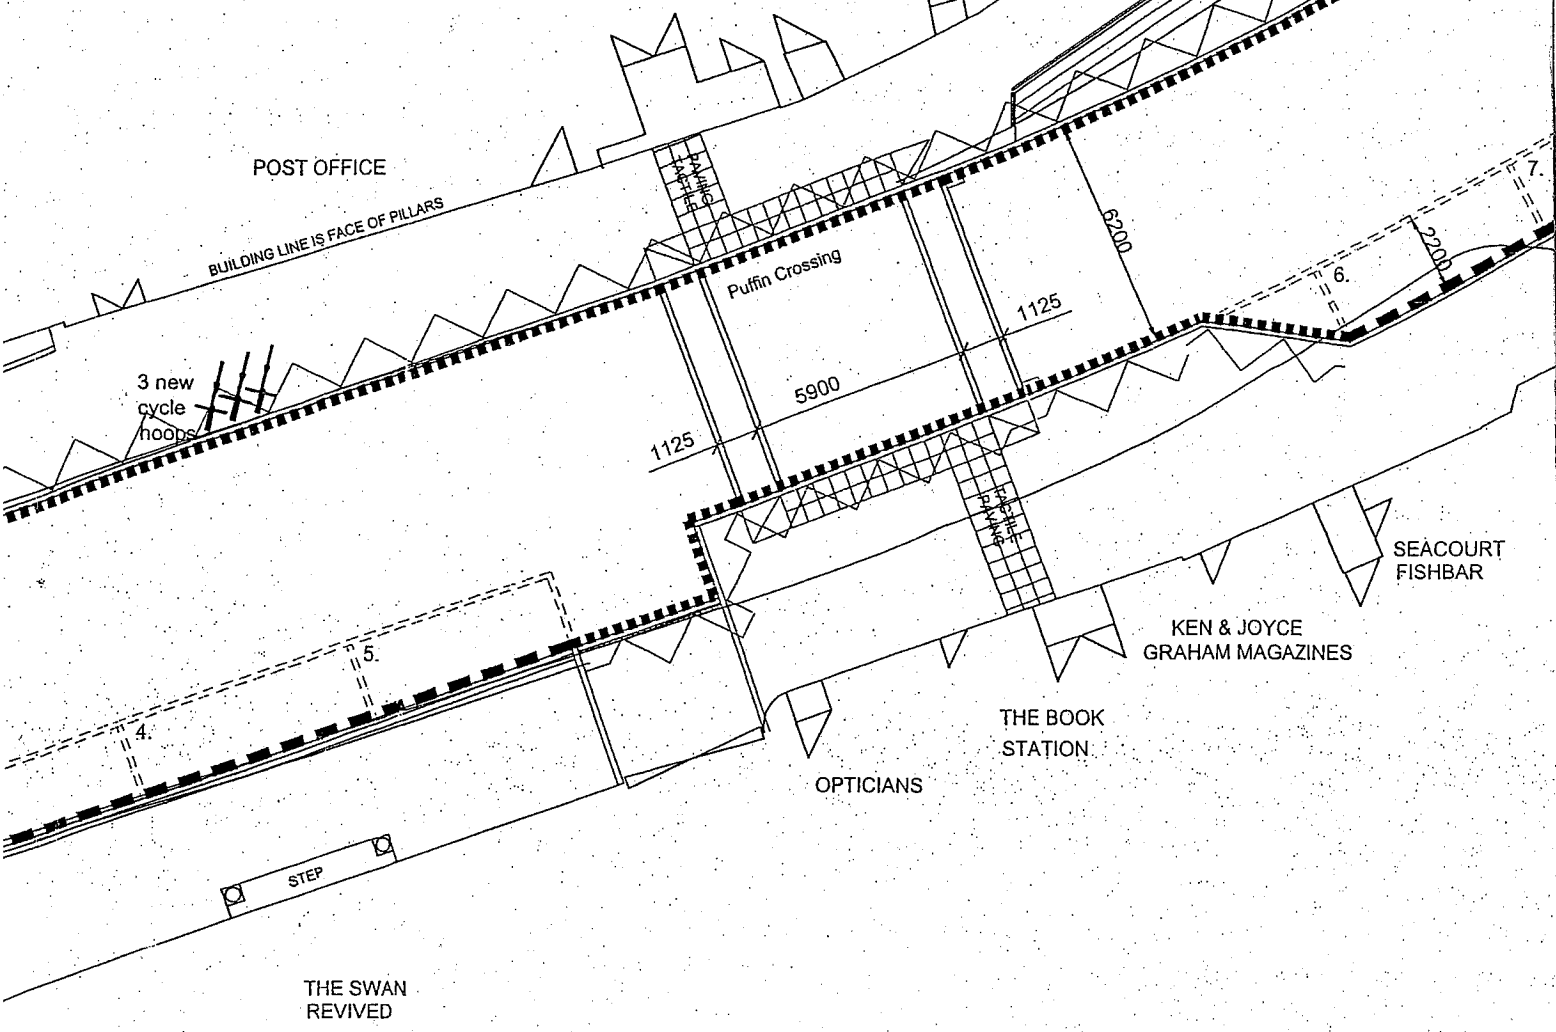 POST OFFICE
BUILDING LINE IS FACE OF PILLARS
PAVING
TACTILE
Puffin Crossing
6200
7.
2200
6.
1125
3 new
cycle
hoops
5900
1125
TACTILE
PAVING
SEACOURT
FISHBAR
KEN & JOYCE
GRAHAM MAGAZINES
5.
4.
THE BOOK
STATION
OPTICIANS
STEP
THE SWAN
REVIVED